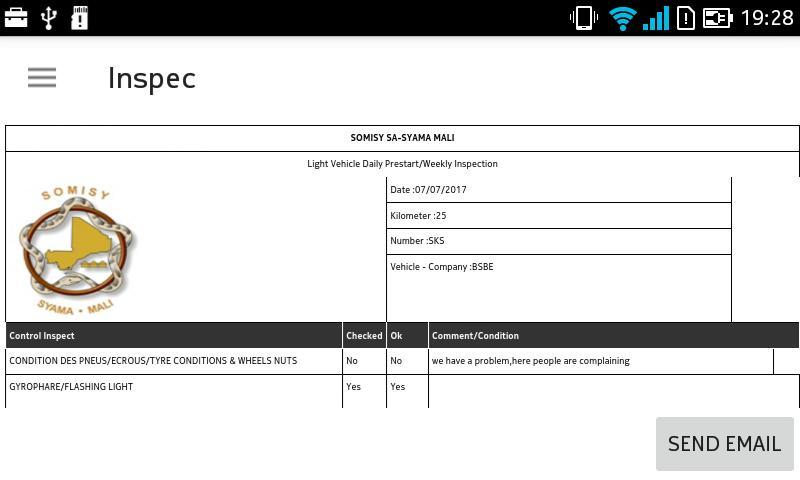 19:28
Inspec
SOMISY SA-SYAMA MALI
Light Vehicle Daily Prestart/Weekly Inspection
SOMISY
SYAMA • MALI
Date :07/07/2017
Kilometer :25
Number :SKS
Vehicle - Company :BSBE
Control Inspect Checked Ok Comment/Condition
CONDITION DES PNEUS/ECROUS/TYRE CONDITIONS & WHEELS NUTS No No we have a problem,here people are complaining
GYROPHARE/FLASHING LIGHT Yes Yes
SEND EMAIL